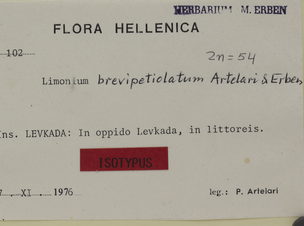 HERBARIUM M. ERBEN
FLORA HELLENICA
102
2n=54
Limonium brevipetiolatum Artelari & Erben
Ins. LEVKADA: In oppido Levkada, in littoreis.
ISOTYPUS
7. XI. 1976 leg.: P. Artelari